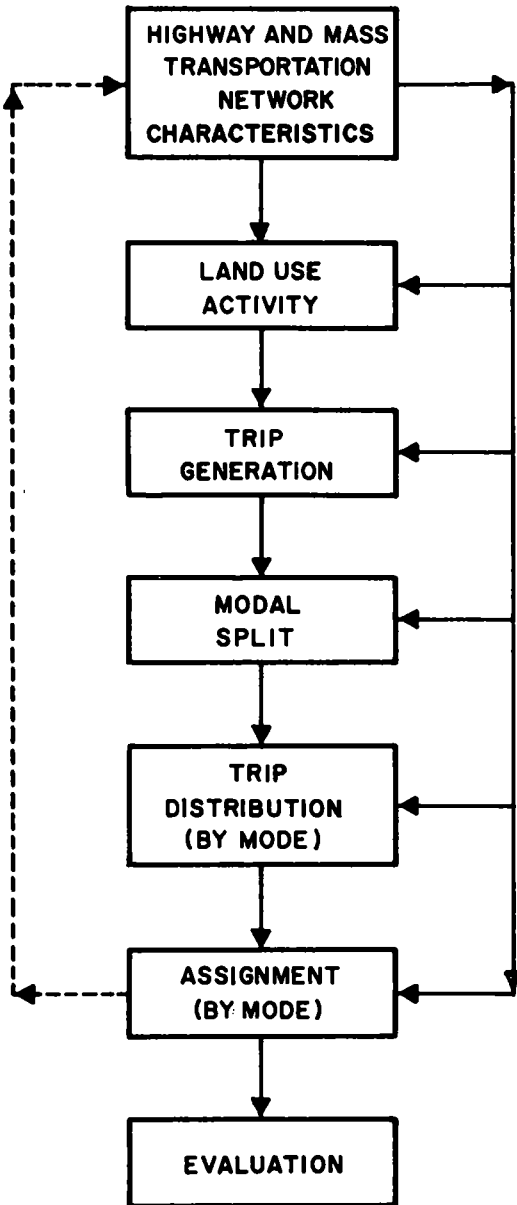 HIGHWAY AND MASS
TRANSPORTATION
NETWORK
CHARACTERISTICS
LAND USE
ACTIVITY
TRIP
GENERATION
MODAL
SPLIT
TRIP
DISTRIBUTION
(BY MODE)
ASSIGNMENT
(BY MODE)
EVALUATION